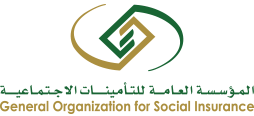 المؤسسة العامة للتأمينات الاجتماعية
General Organization for Social Insurance